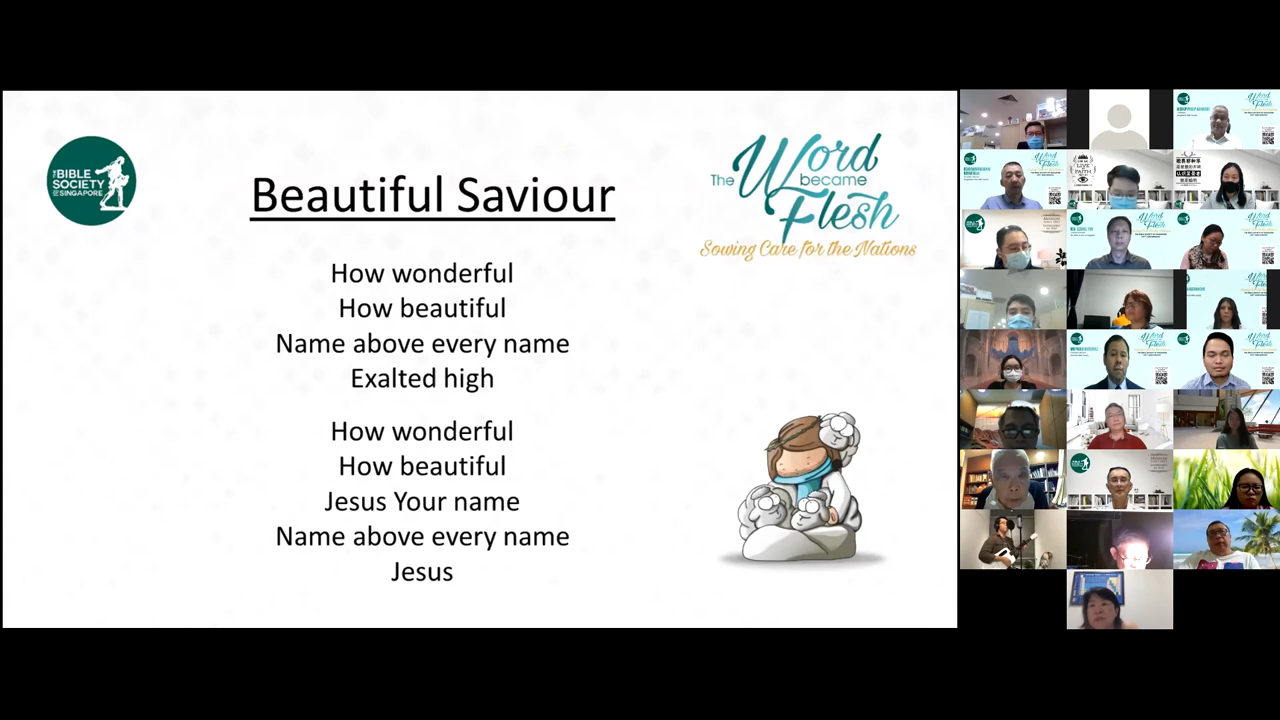 THE BIBLE
SOCIETY
OF SINGAPORE
Beautiful Saviour
The Word
became
Flesh
Sowing Care for the Nations
How wonderful
How beautiful
Name above every name
Exalted high
How wonderful
How beautiful
Jesus Your name
Name above every name
Jesus